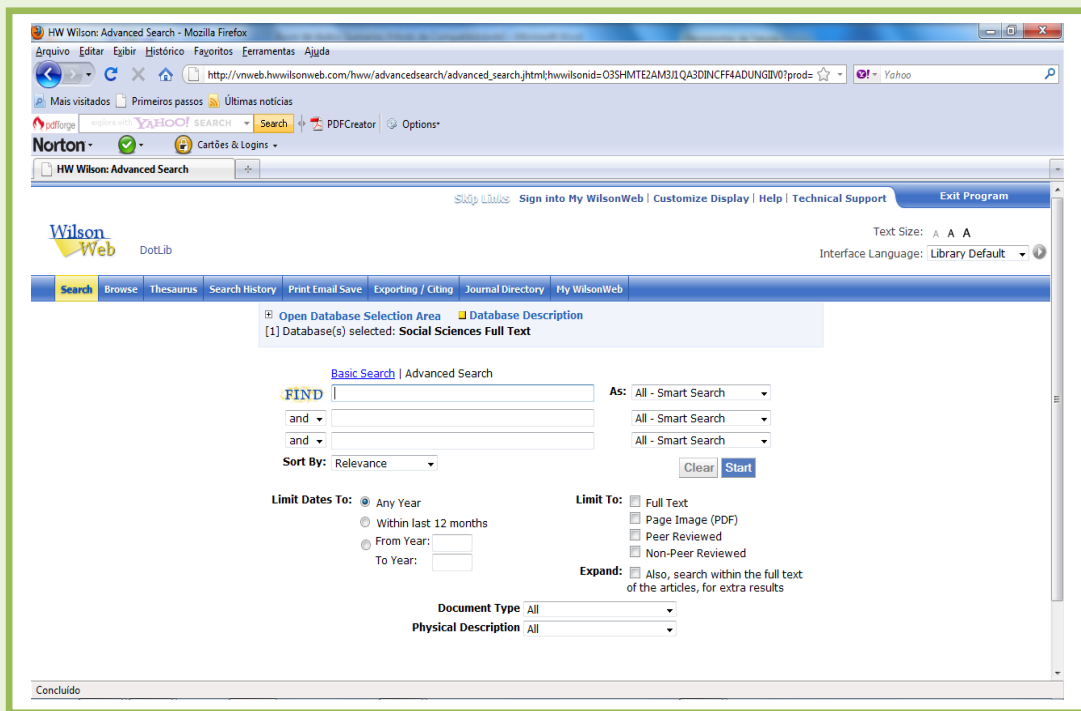 HW Wilson: Advanced Search - Mozilla Firefox
Arquivo Editar Exibir Histórico Favoritos Ferramentas Ajuda
http://vnweb.hwwilsonweb.com/hww/advancedsearch/advanced_search.jhtml;hwwilsonid=O3SHMTE2AM3J1QA3DINCFF4ADUNGIIV0?prod= Yahoo
Mais visitados Primeiros passos Últimas notícias
pdfforge explore with YAHOO! SEARCH Search PDFCreator Options
Norton Cartões & Logins
HW Wilson: Advanced Search
Skip Links Sign into My WilsonWeb | Customize Display | Help | Technical Support Exit Program
Wilson Web DotLib
Text Size: A A A
Interface Language: Library Default
Search Browse Thesaurus Search History Print Email Save Exporting / Citing Journal Directory My WilsonWeb
Open Database Selection Area Database Description
[1] Database(s) selected: Social Sciences Full Text
Basic Search | Advanced Search
FIND As: All - Smart Search
and All - Smart Search
and All - Smart Search
Sort By: Relevance Clear Start
Limit Dates To: Any Year Limit To: Full Text
Within last 12 months Page Image (PDF)
From Year: Peer Reviewed
To Year: Non-Peer Reviewed
Expand: Also, search within the full text
of the articles, for extra results
Document Type All
Physical Description All
Concluído